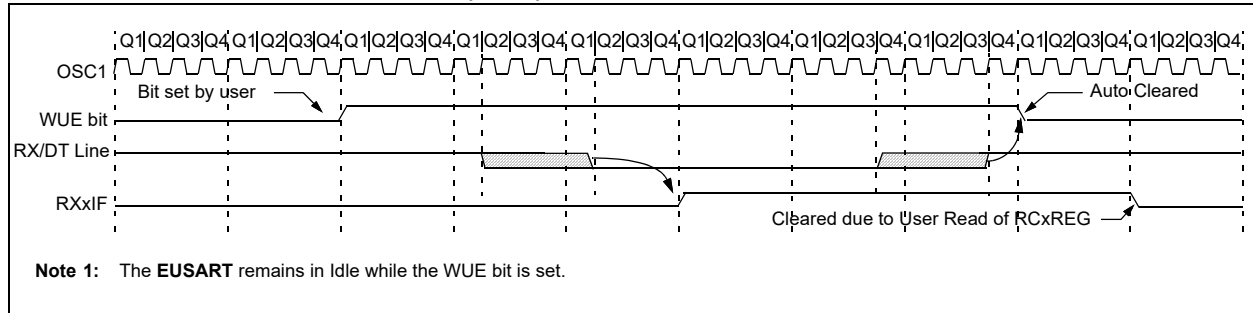 Q1|Q2|Q3|Q4|Q1|Q2|Q3|Q4|Q1|Q2|Q3|Q4|Q1|Q2|Q3|Q4|Q1|Q2|Q3|Q4|Q1|Q2|Q3|Q4|Q1|Q2|Q3|Q4|Q1|Q2|Q3|Q4|Q1|Q2|Q3|Q4|Q1|Q2|Q3|Q4
OSC1
Bit set by user
Auto Cleared
WUE bit
RX/DT Line
RXxIF
Cleared due to User Read of RCxREG
Note 1: The EUSART remains in Idle while the WUE bit is set.